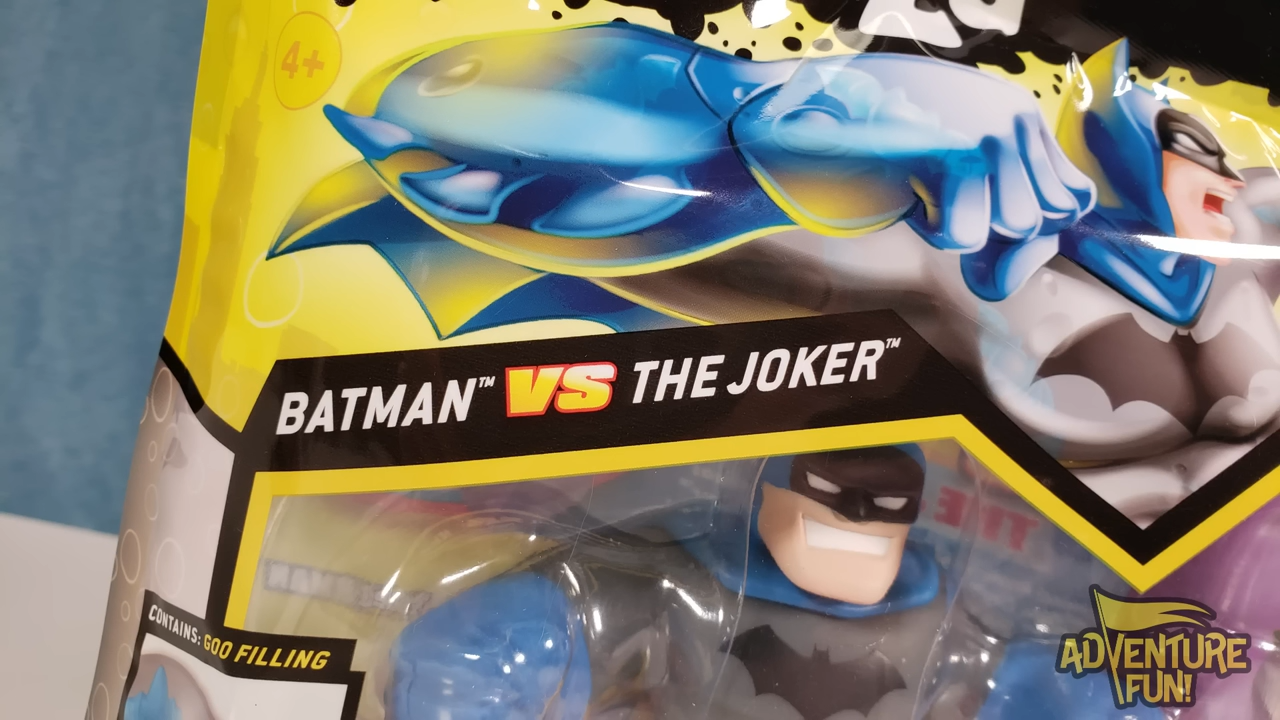 4+
BATMAN™ VS THE JOKER™
CONTAINS: GOO FILLING
ADVENTURE
FUN!